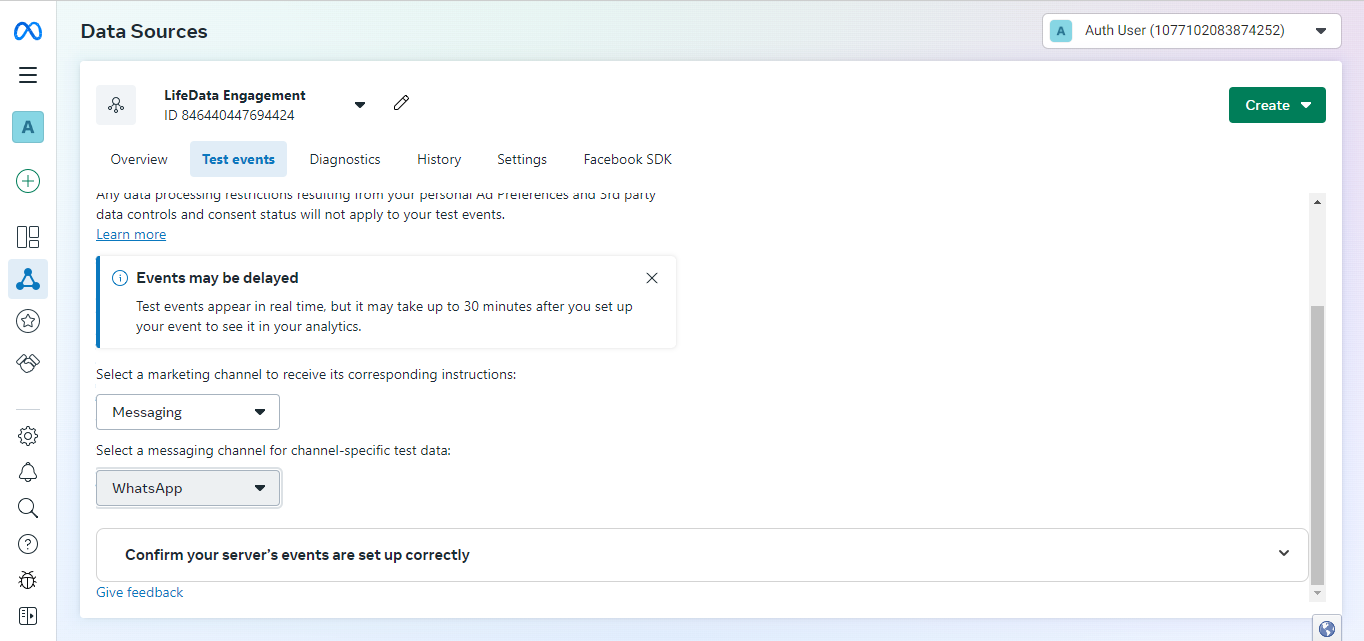 Data Sources
A
Auth User (1077102083874252)
LifeData Engagement
ID 846440447694424
Create
A
Overview
Test events
Diagnostics
History
Settings
Facebook SDK
Any data processing restrictions resulting from your personal Ad Preferences and 3rd party
data controls and consent status will not apply to your test events.
Learn more
Events may be delayed
Test events appear in real time, but it may take up to 30 minutes after you set up
your event to see it in your analytics.
Select a marketing channel to receive its corresponding instructions:
Messaging
Select a messaging channel for channel-specific test data:
WhatsApp
Confirm your server’s events are set up correctly
Give feedback